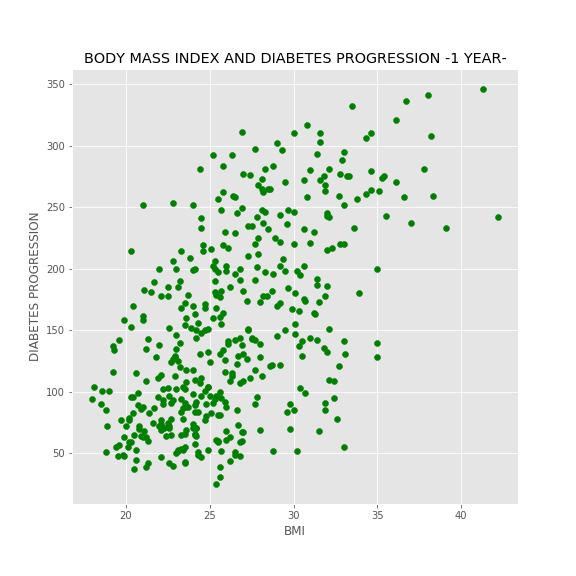 BODY MASS INDEX AND DIABETES PROGRESSION -1 YEAR-
350
300
250
200
150
100
50
DIABETES PROGRESSION
20 25 30 35 40
BMI